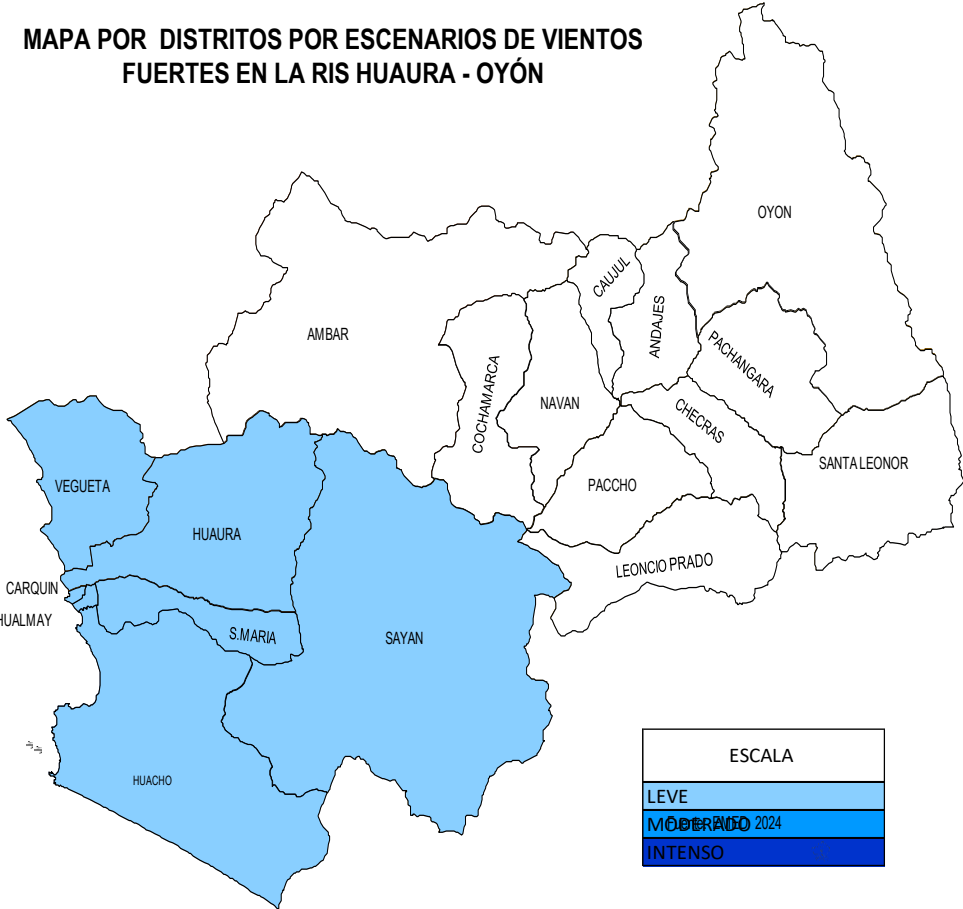 MAPA POR DISTRITOS POR ESCENARIOS DE VIENTOS
FUERTES EN LA RIS HUAURA - OYÓN
OYON
CAUJUL
ANDAJES
AMBAR
PACHANGARA
COCHAMARCA
NAVAN
CHECRAS
SANTA LEONOR
VEGUETA
PACCHO
HUAURA
LEONCIO PRADO
CARQUIN
HUALMAY
S.MARIA
SAYAN
HUACHO
ESCALA
LEVE
MODERADO
2024
INTENSO